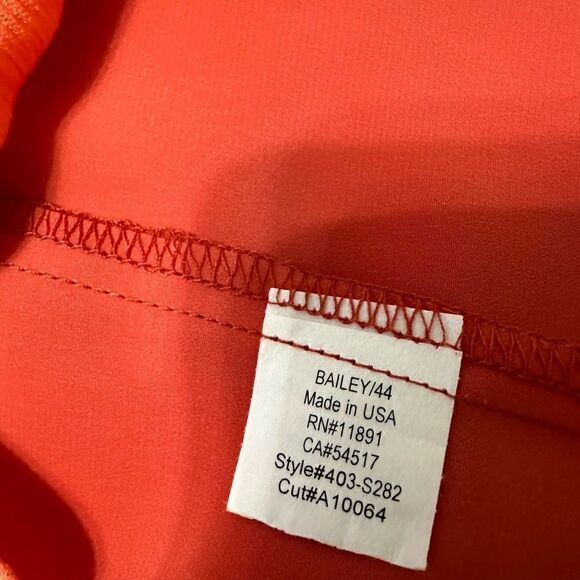 BAILEY/44
Made in USA
RN#11891
CA#54517
Style#403-S282
Cut#A10064